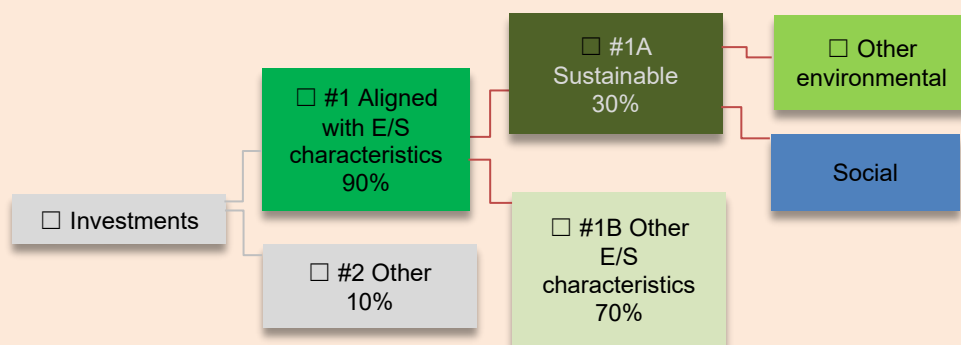 ☐ Investments
☐ #1 Aligned
with E/S
characteristics
90%
☐ #2 Other
10%
☐ #1A
Sustainable
30%
☐ #1B Other
E/S
characteristics
70%
☐ Other
environmental
Social